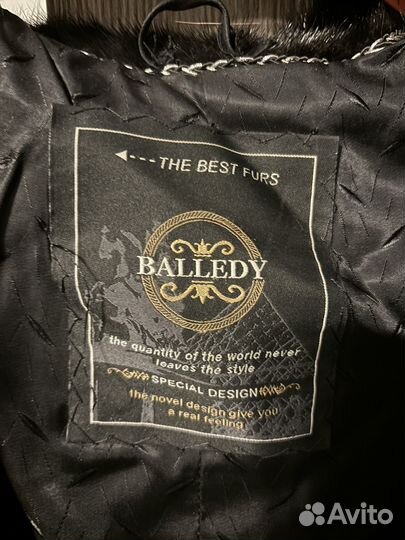 THE BEST FURS
BALLEDY
the quantity of the world never
leaves the style
SPECIAL DESIGN
the novel design give you
a real feeling
Avito